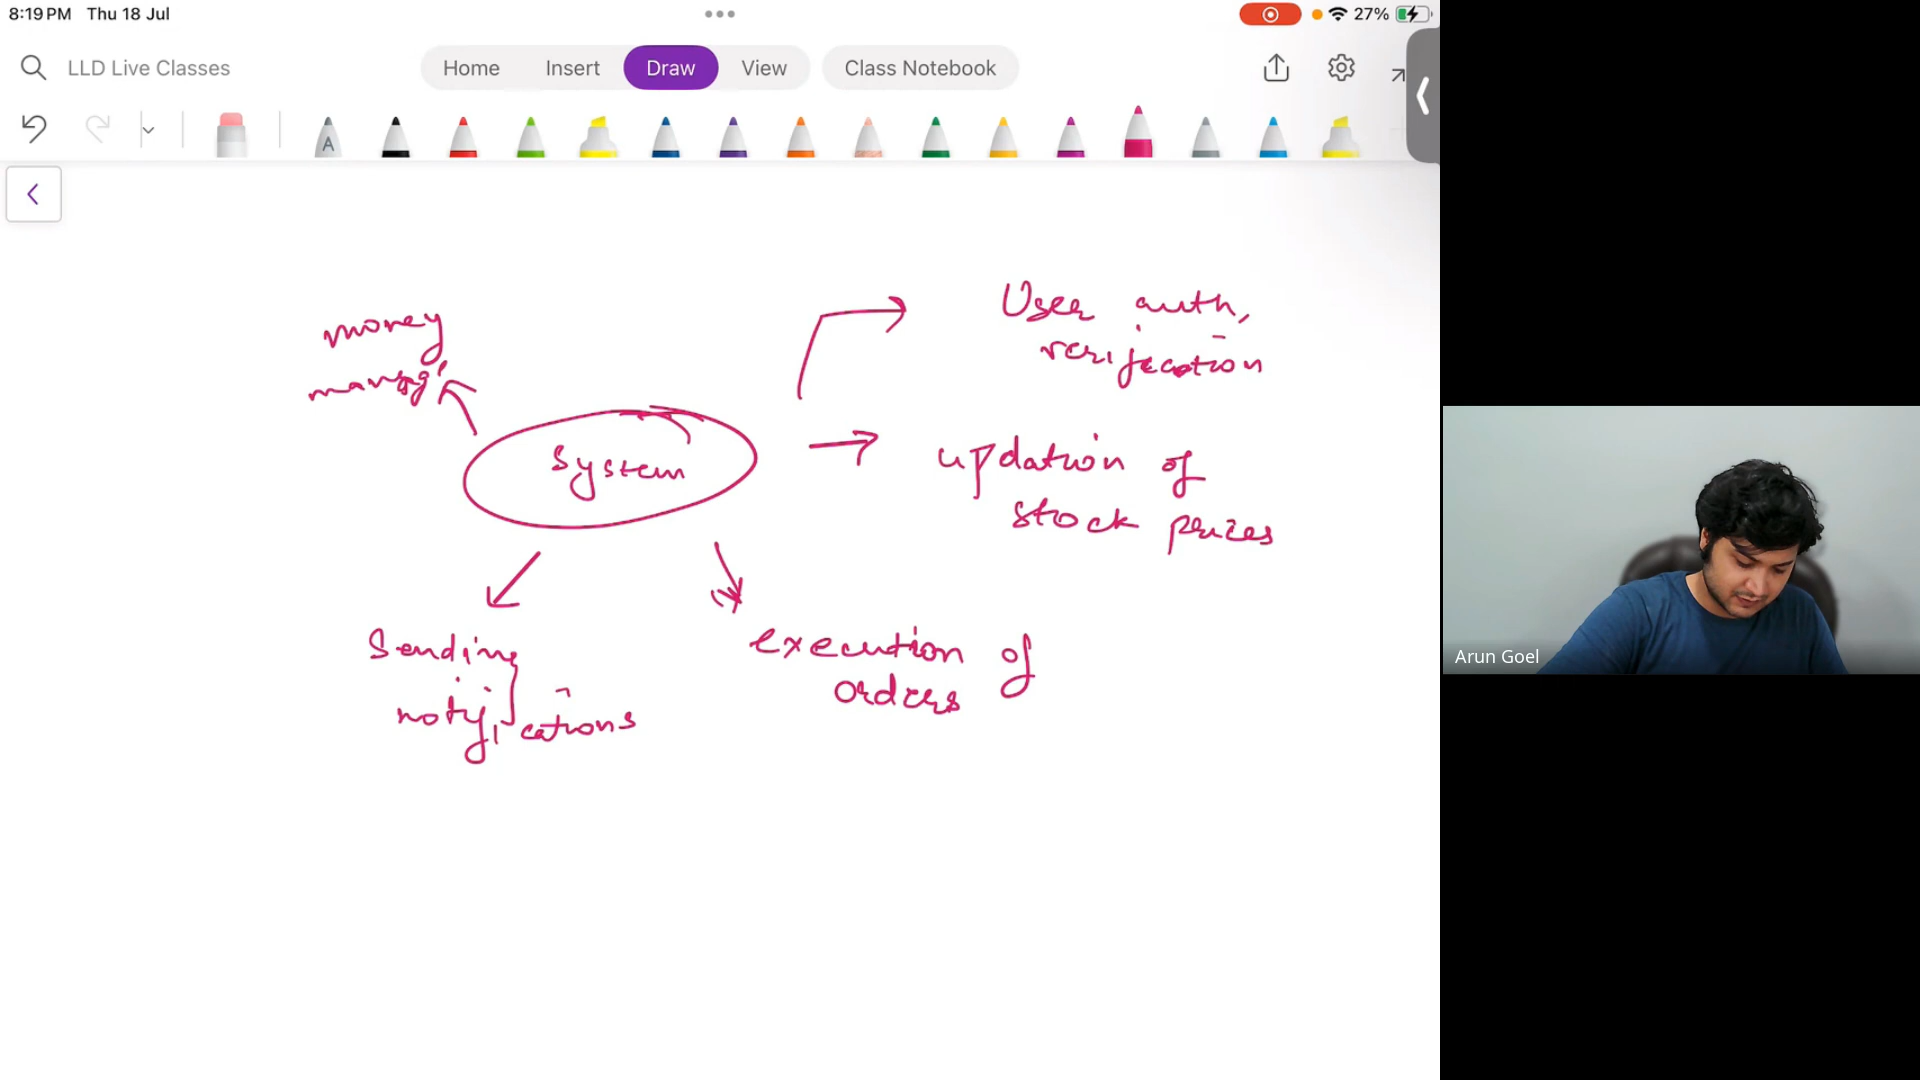 8:19 PM Thu 18 Jul
27%
LLD Live Classes
Home Insert Draw View Class Notebook
A
money
User auth,
verification
system
updation of
stock prices
Sending
notifications
execution of
orders
Arun Goel